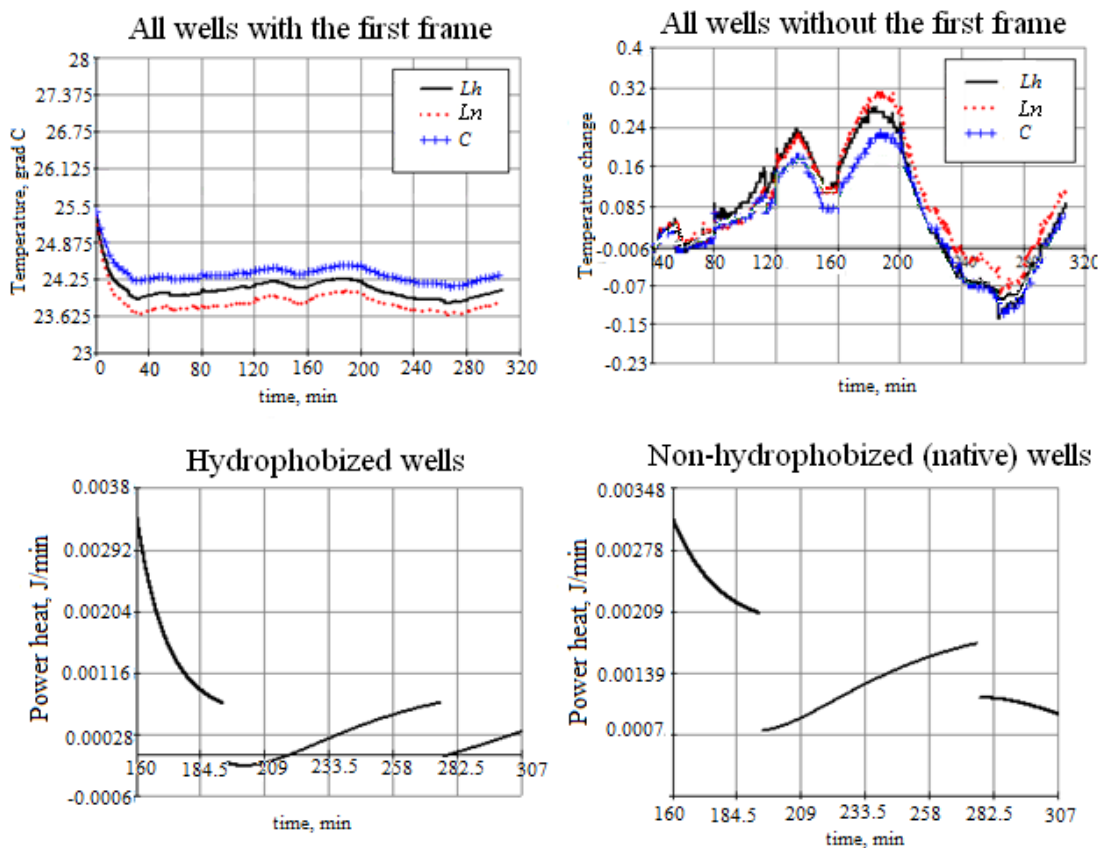 All wells with the first frame
28
27.375
26.75
26.125
25.5
24.875
24.25
23.625
23
Temperature, grad C
Lh
Ln
C
0 40 80 120 160 200 240 280 320
time, min
All wells without the first frame
0.4
0.32
0.24
0.16
0.085
-0.006
-0.07
-0.15
-0.23
Temperature change
Lh
Ln
C
40 80 120 160 200 240 280 320
time, min
Hydrophobized wells
0.0038
0.00292
0.00204
0.00116
0.00028
-0.0006
Power heat, J/min
160 184.5 209 233.5 258 282.5 307
time, min
Non-hydrophobized (native) wells
0.00348
0.00278
0.00209
0.00139
0.0007
Power heat, J/min
160 184.5 209 233.5 258 282.5 307
time, min